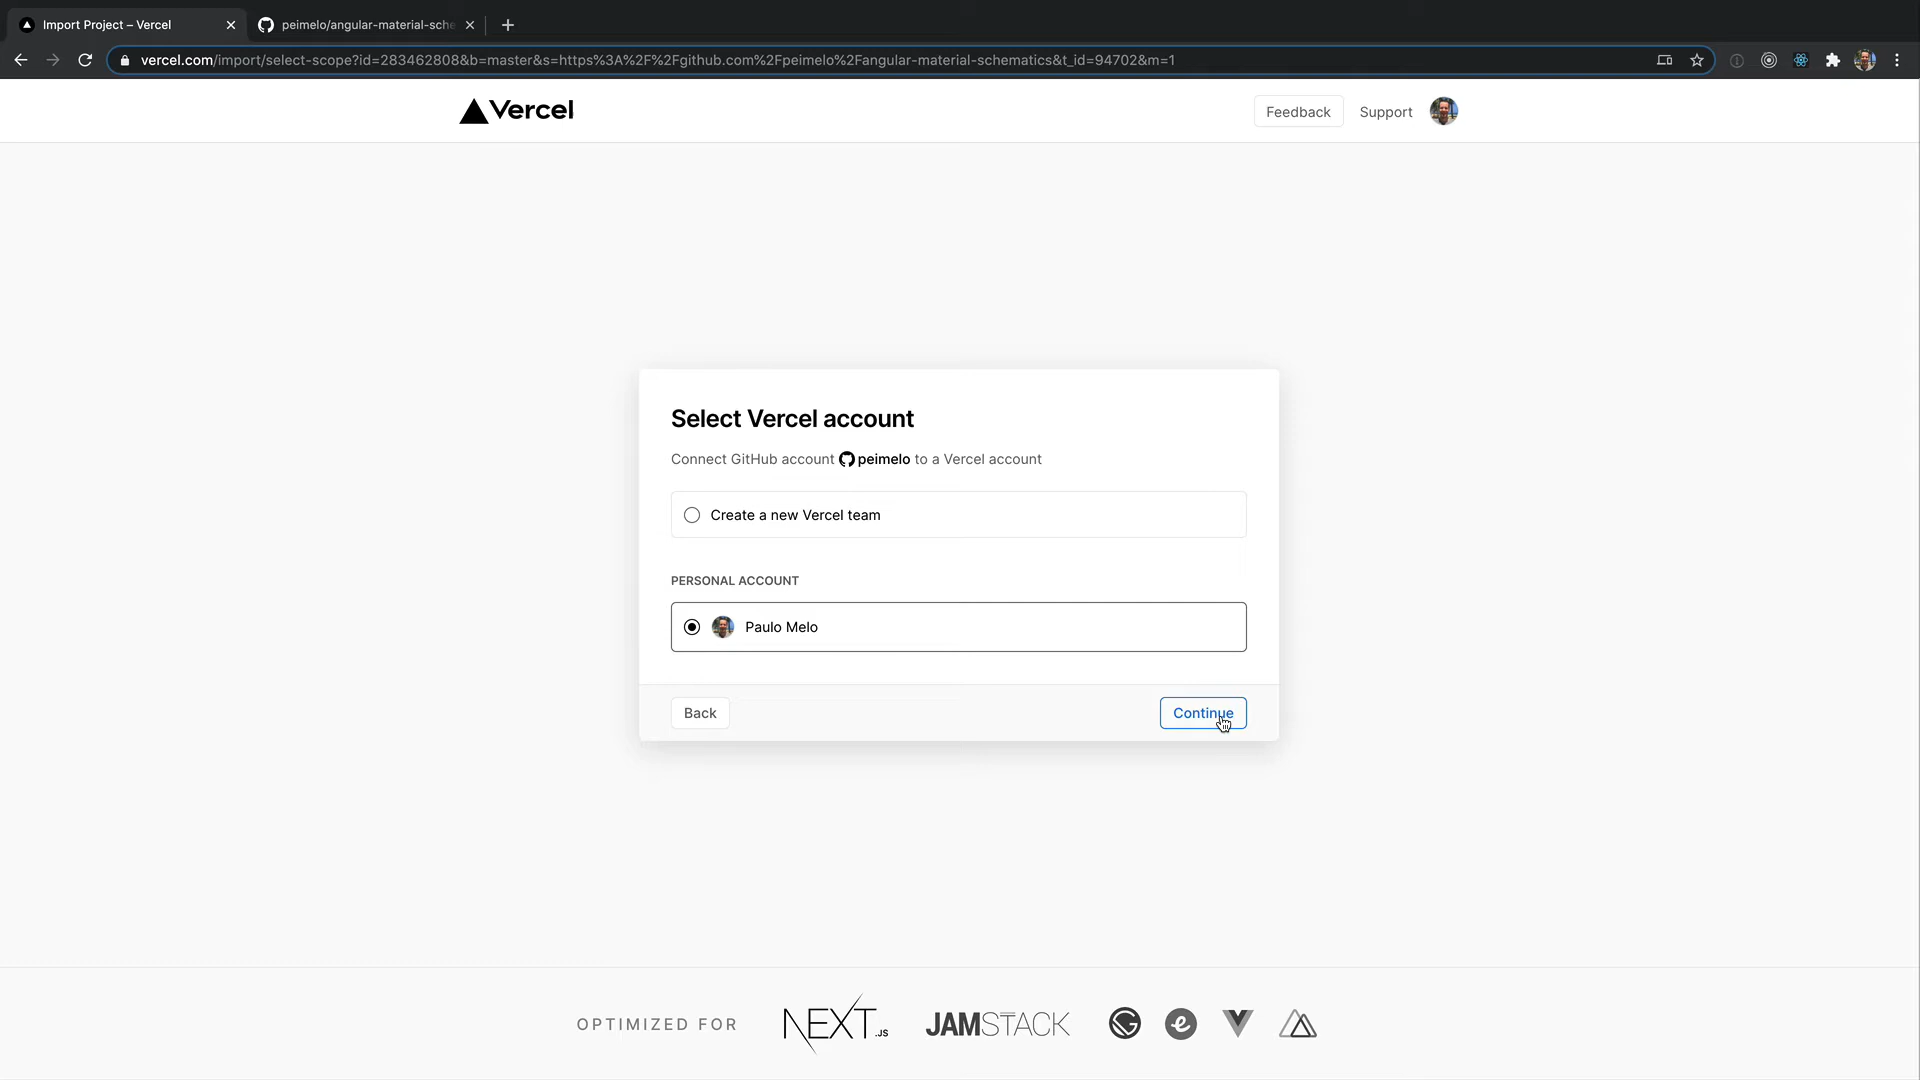 Import Project – Vercel
peimelo/angular-material-sche
vercel.com/import/select-scope?id=283462808&b=master&s=https%3A%2F%2Fgithub.com%2Fpeimelo%2Fangular-material-schematics&t_id=94702&m=1
Vercel
Feedback
Support
Select Vercel account
Connect GitHub account peimelo to a Vercel account
Create a new Vercel team
PERSONAL ACCOUNT
Paulo Melo
Back
Continue
OPTIMIZED FOR
NEXT.JS
JAMSTACK